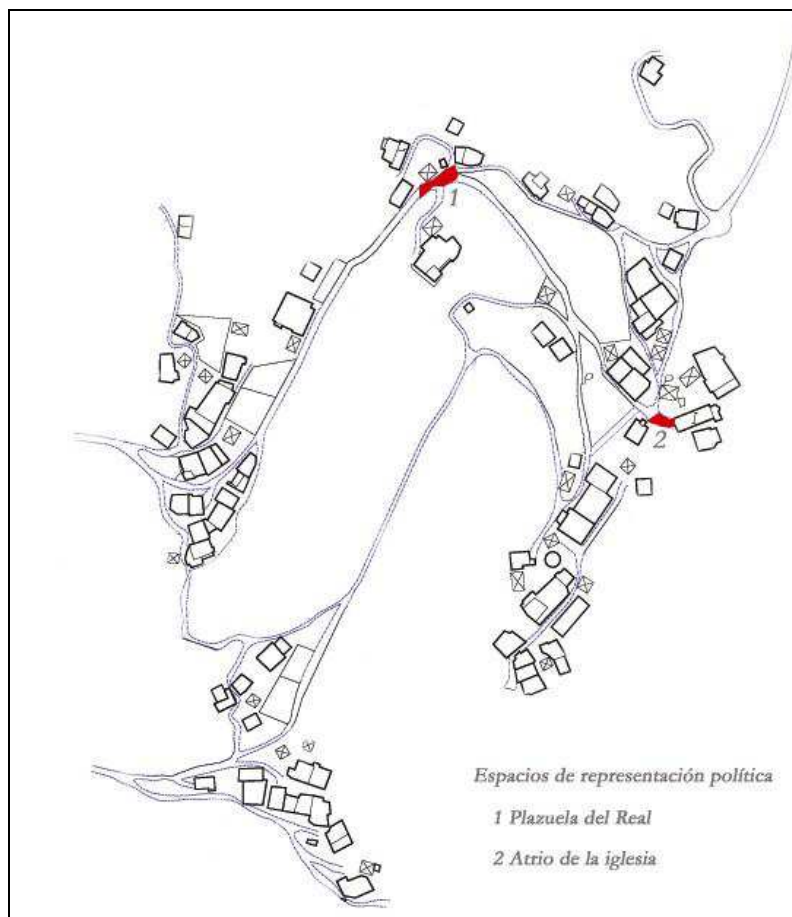 1
2
Espacios de representación política
1 Plazuela del Real
2 Atrio de la iglesia